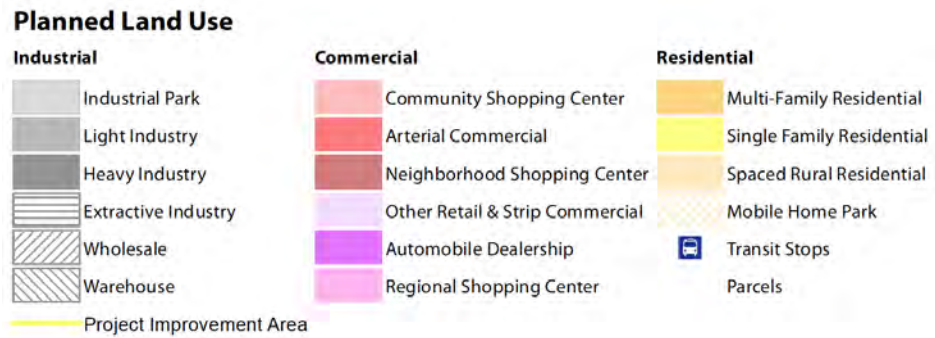 Planned Land Use
Industrial
Industrial Park
Light Industry
Heavy Industry
Extractive Industry
Wholesale
Warehouse
Project Improvement Area
Commercial
Community Shopping Center
Arterial Commercial
Neighborhood Shopping Center
Other Retail & Strip Commercial
Automobile Dealership
Regional Shopping Center
Residential
Multi-Family Residential
Single Family Residential
Spaced Rural Residential
Mobile Home Park
Transit Stops
Parcels